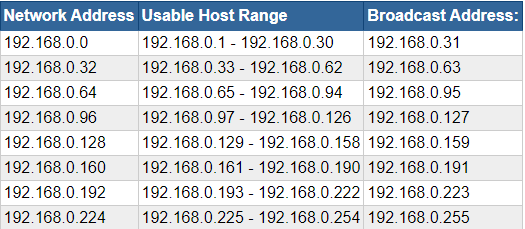 Network Address Usable Host Range Broadcast Address:
192.168.0.0 192.168.0.1 - 192.168.0.30 192.168.0.31
192.168.0.32 192.168.0.33 - 192.168.0.62 192.168.0.63
192.168.0.64 192.168.0.65 - 192.168.0.94 192.168.0.95
192.168.0.96 192.168.0.97 - 192.168.0.126 192.168.0.127
192.168.0.128 192.168.0.129 - 192.168.0.158 192.168.0.159
192.168.0.160 192.168.0.161 - 192.168.0.190 192.168.0.191
192.168.0.192 192.168.0.193 - 192.168.0.222 192.168.0.223
192.168.0.224 192.168.0.225 - 192.168.0.254 192.168.0.255